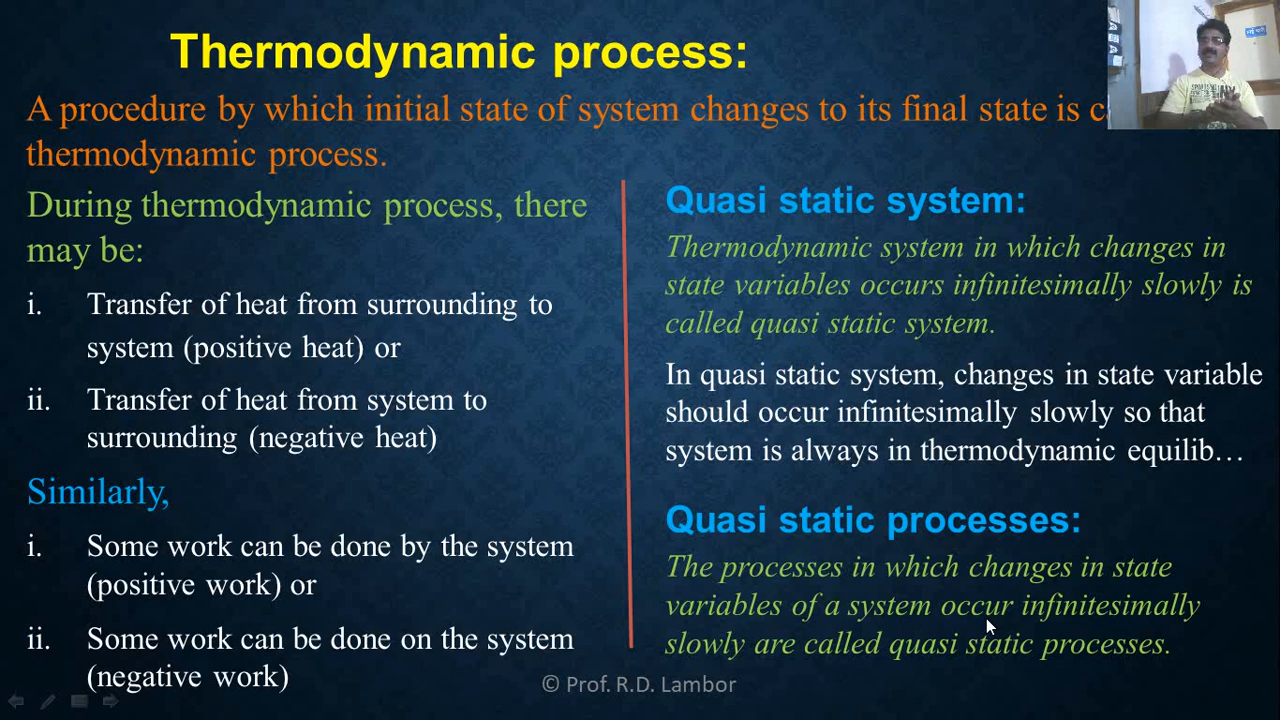 Thermodynamic process:
A procedure by which initial state of system changes to its final state is c
thermodynamic process.
During thermodynamic process, there
may be:
i. Transfer of heat from surrounding to
system (positive heat) or
ii. Transfer of heat from system to
surrounding (negative heat)
Similarly,
i. Some work can be done by the system
(positive work) or
ii. Some work can be done on the system
(negative work)
Quasi static system:
Thermodynamic system in which changes in
state variables occurs infinitesimally slowly is
called quasi static system.
In quasi static system, changes in state variable
should occur infinitesimally slowly so that
system is always in thermodynamic equilib…
Quasi static processes:
The processes in which changes in state
variables of a system occur infinitesimally
slowly are called quasi static processes.
© Prof. R.D. Lambor